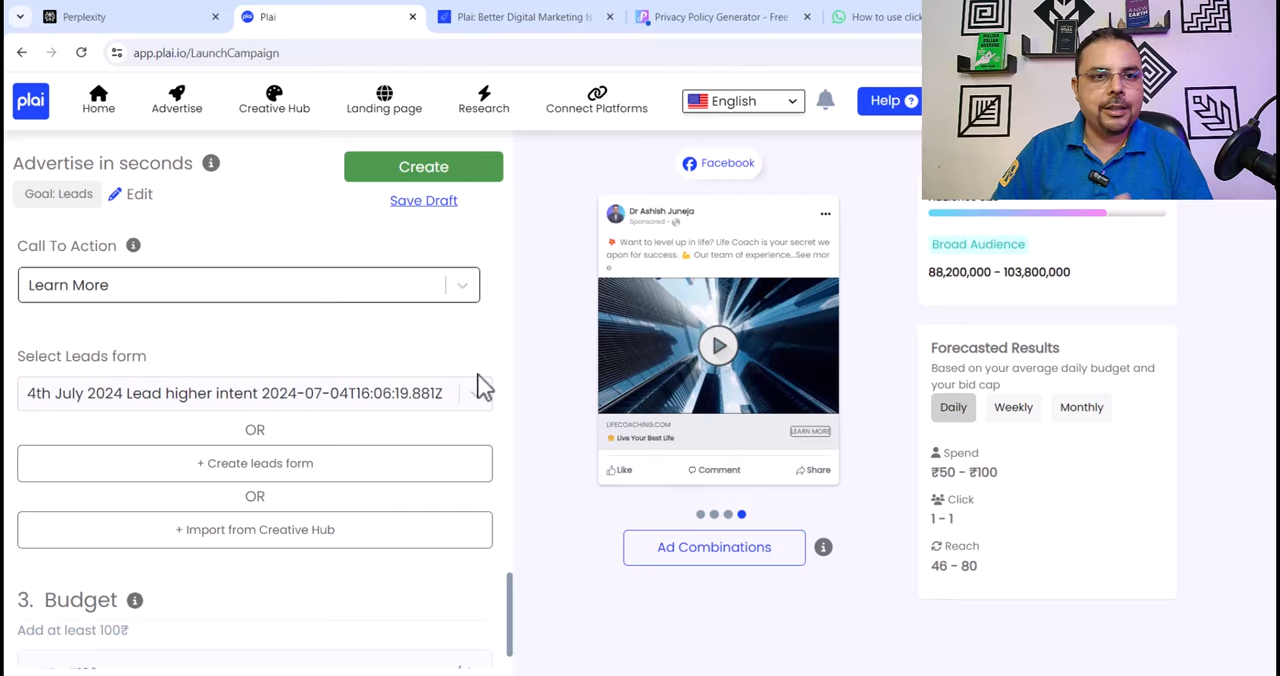 Perplexity
Plai
Plai: Better Digital Marketing Is
Privacy Policy Generator - Free
How to use click
app.plai.io/LaunchCampaign
plai
Home
Advertise
Creative Hub
Landing page
Research
Connect Platforms
English
Help ?
Advertise in seconds
Create
Goal: Leads
Edit
Save Draft
Call To Action
Learn More
Select Leads form
4th July 2024 Lead higher intent 2024-07-04T16:06:19.881Z
OR
+ Create leads form
OR
+ Import from Creative Hub
3. Budget
Add at least 100₹
Facebook
Dr Ashish Juneja
Sponsored
Want to level up in life? Life Coach is your secret we
apon for success. 💪 Our team of experience...See mor
e
LIFECOACHING.COM
Live Your Best Life
LEARN MORE
Like
Comment
Share
Ad Combinations
Broad Audience
88,200,000 - 103,800,000
Forecasted Results
Based on your average daily budget and
your bid cap
Daily
Weekly
Monthly
Spend
₹50 - ₹100
Click
1 - 1
Reach
46 - 80